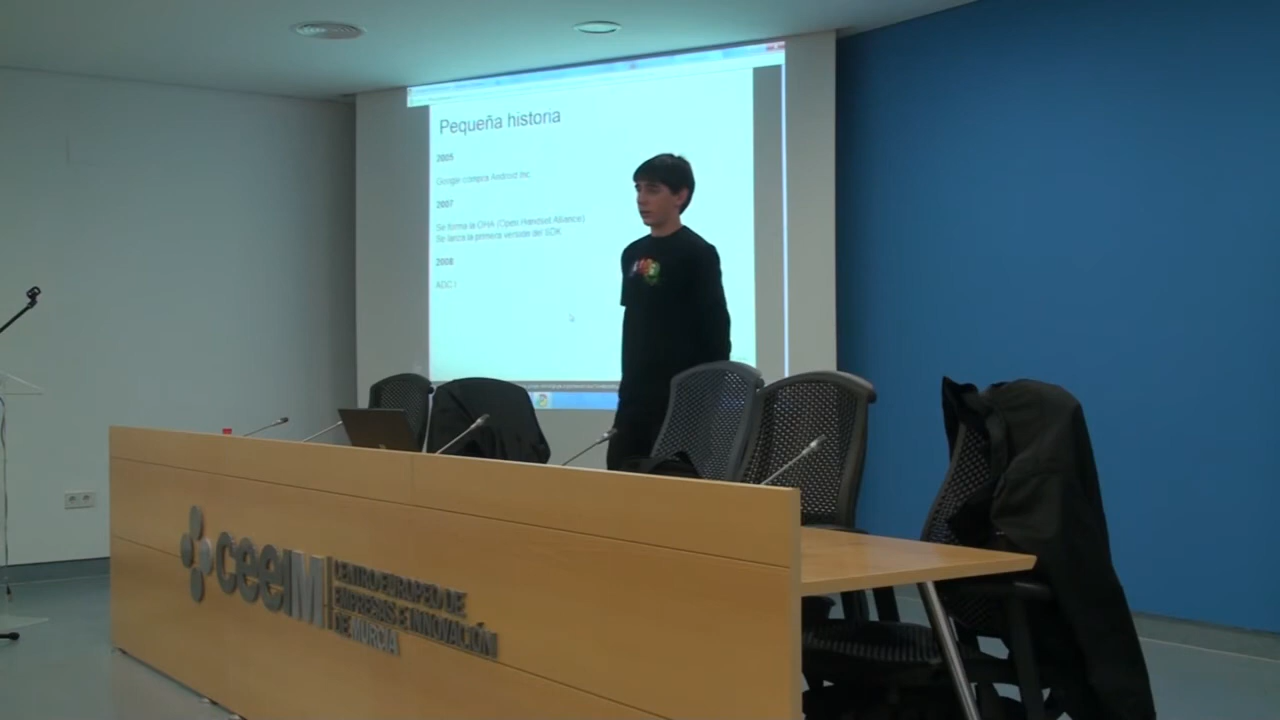 Pequeña historia
2005
Google compra Android Inc.
2007
Se forma la OHA (Open Handset Alliance)
Se lanza la primera versión del SDK
2008
ADC I
ceeIM
CENTRO EUROPEO DE
EMPRESAS E INNOVACIÓN
DE MURCIA